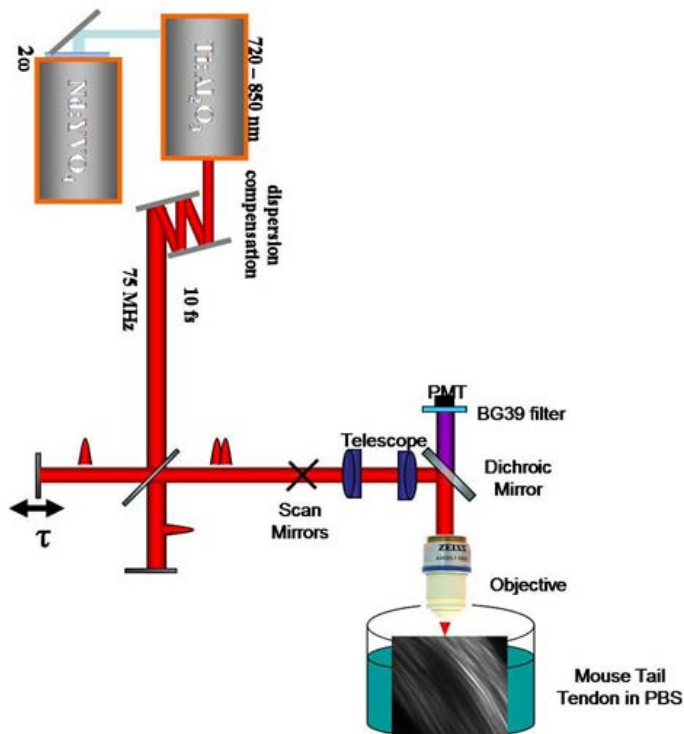 2ω
Nd:YVO₄
Ti:Al₂O₃
720 – 850 nm
dispersion
compensation
75 MHz
10 fs
PMT
BG39 filter
Telescope
Dichroic
Mirror
Scan
Mirrors
τ
ZEISS
Objective
Mouse Tail
Tendon in PBS